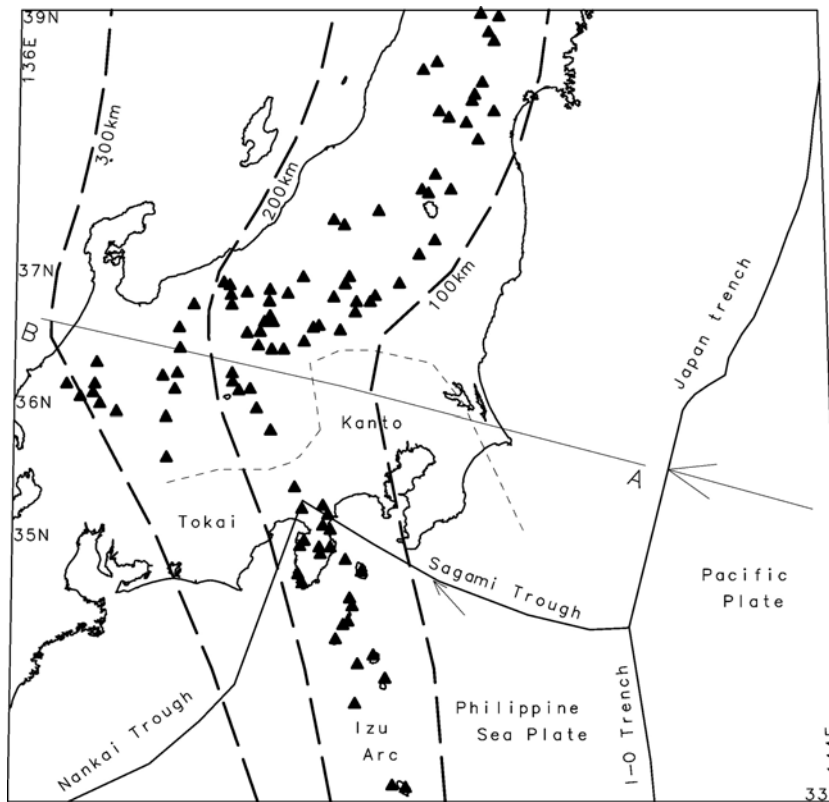 39N
136E
300km
200km
37N
100km
B
Japan trench
36N
Kanto
A
Tokai
35N
Sagami Trough
Pacific
Plate
Nankai Trough
Philippine
Sea Plate
Izu
Arc
I-O Trench
33